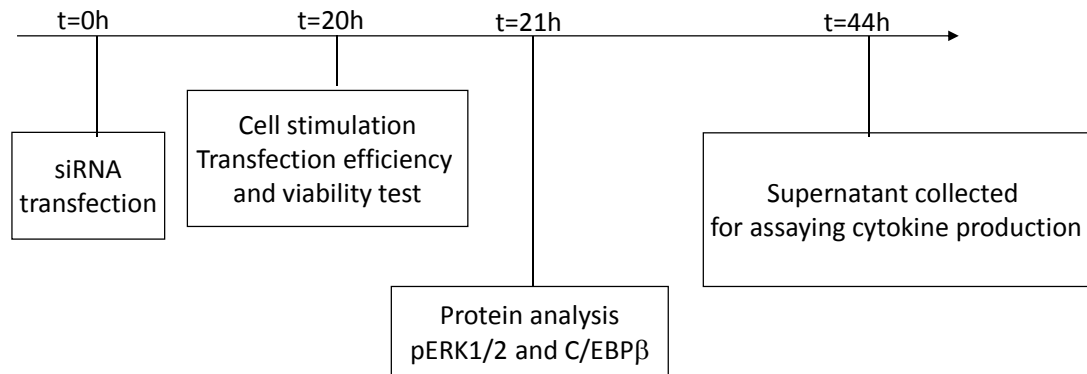 t=0h
t=20h
t=21h
t=44h
siRNA
transfection
Cell stimulation
Transfection efficiency
and viability test
Protein analysis
pERK1/2 and C/EBPβ
Supernatant collected
for assaying cytokine production